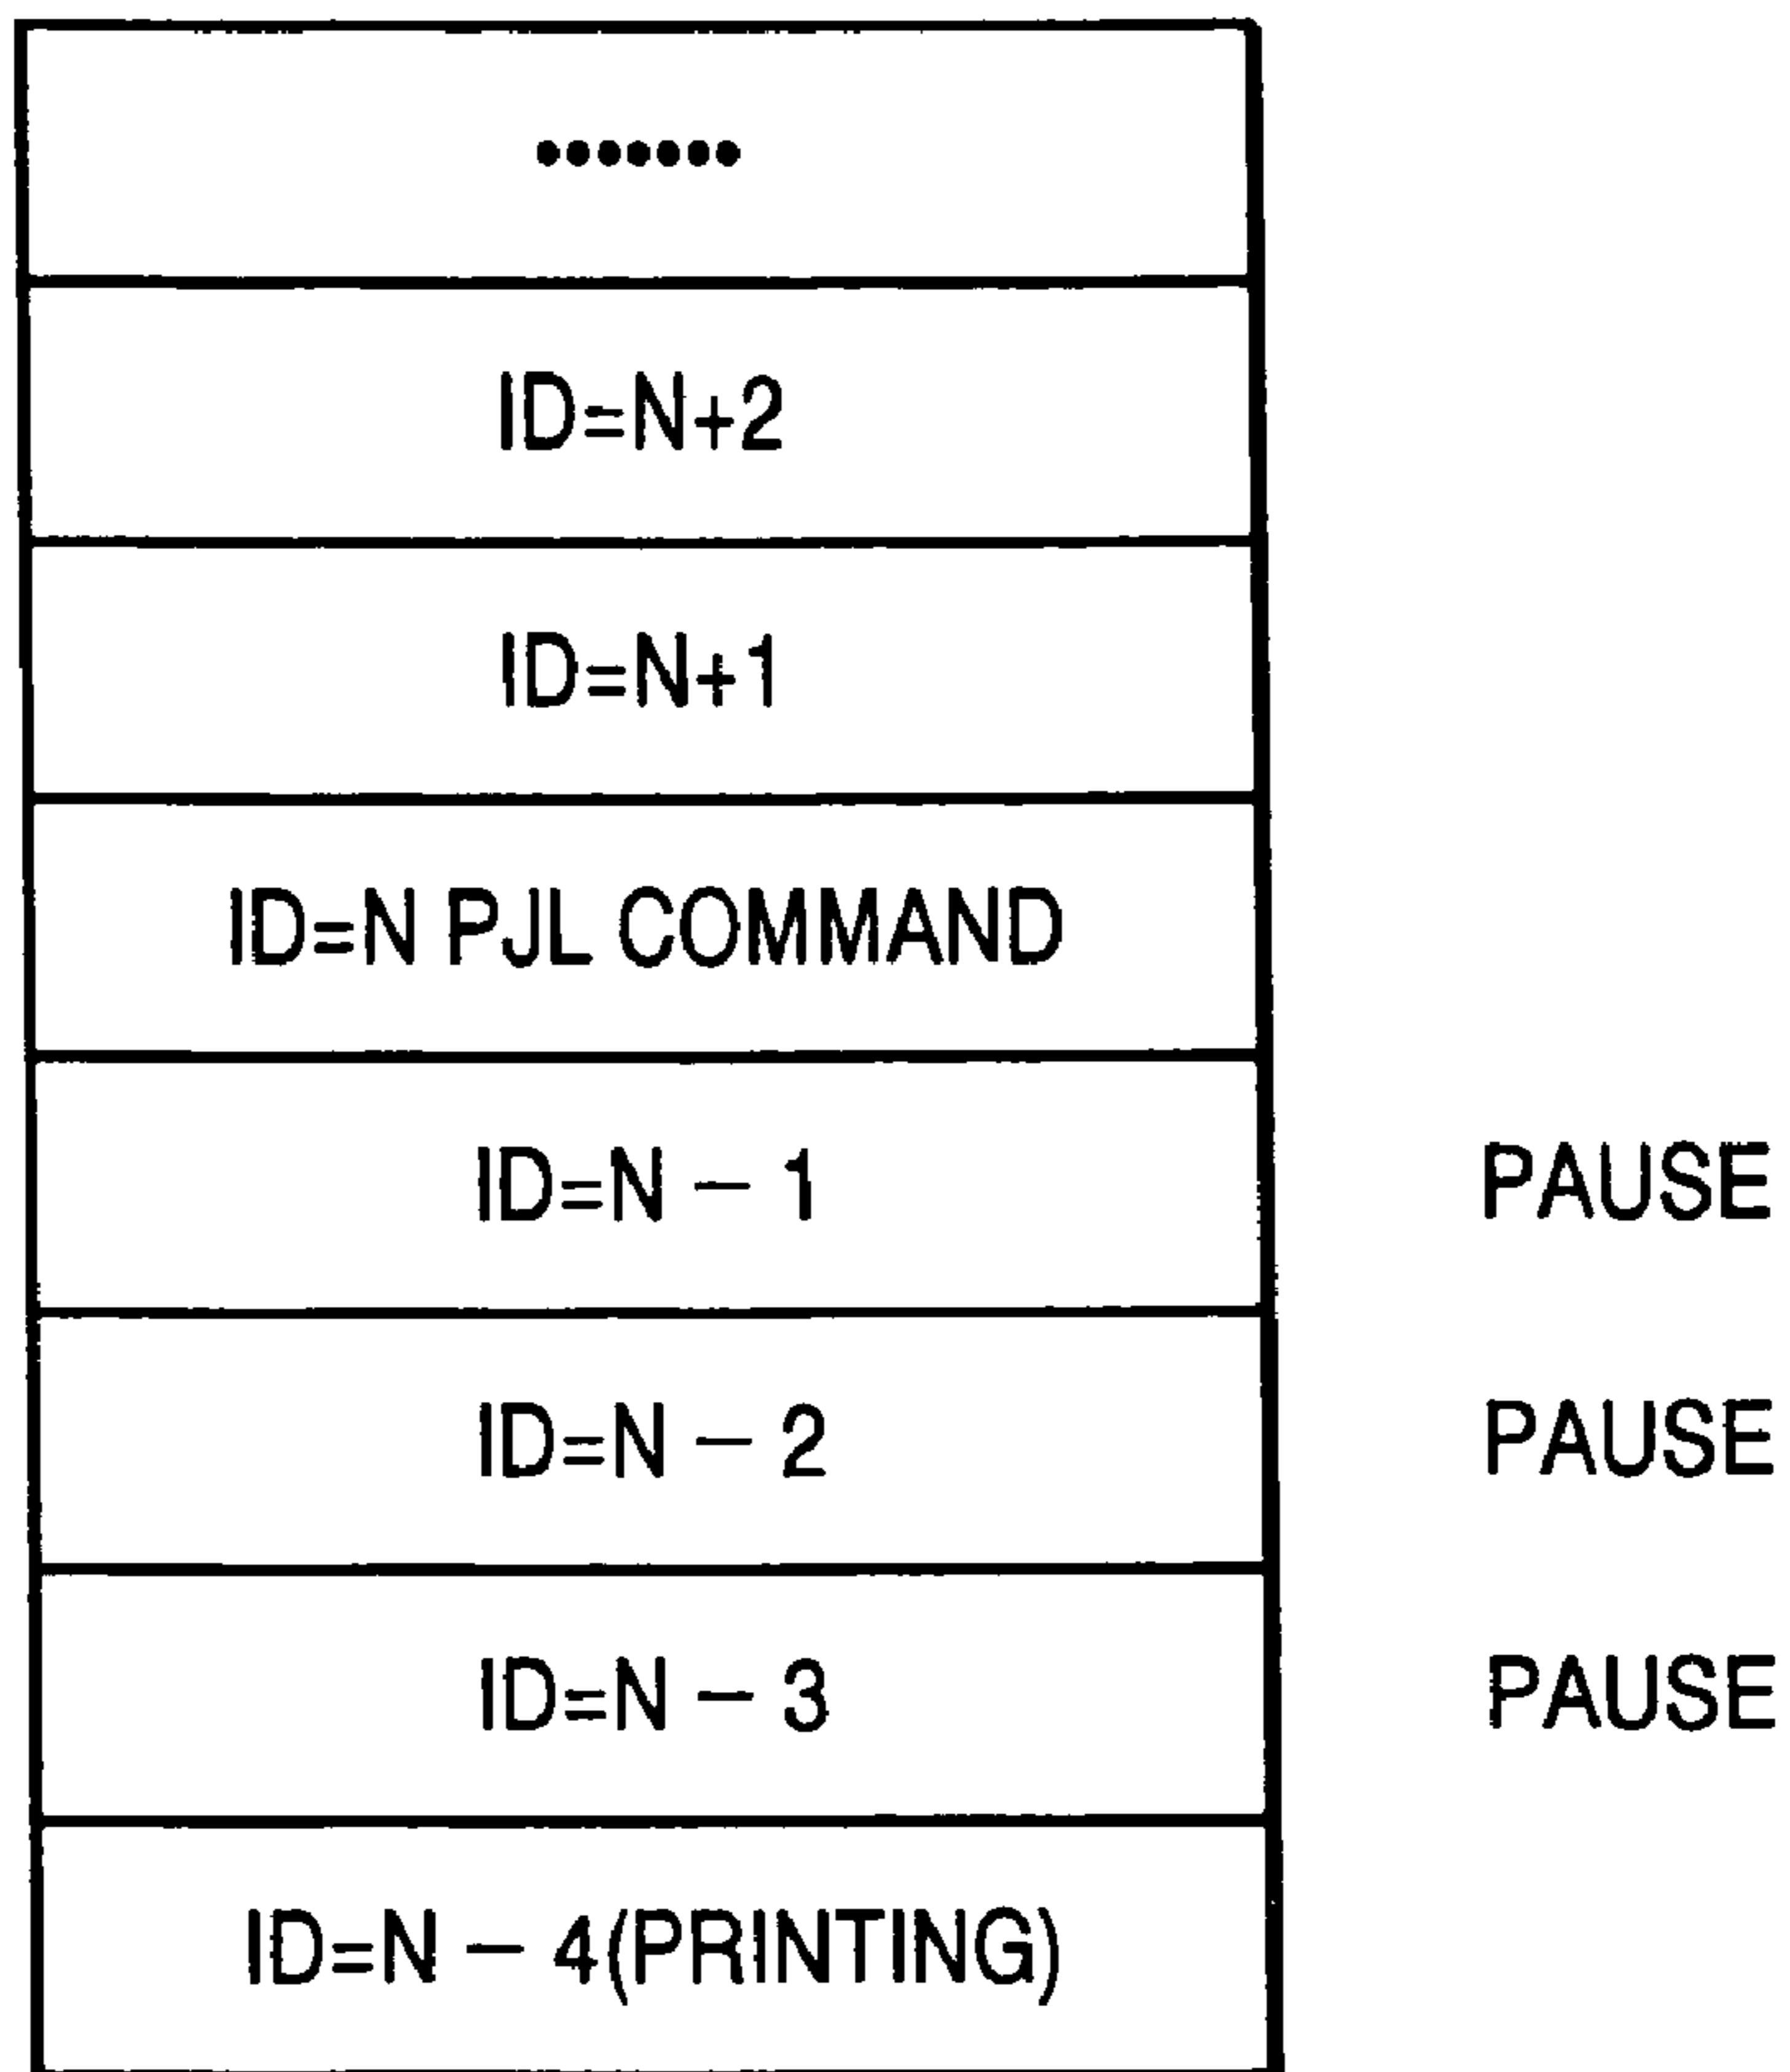 •••••••
ID=N+2
ID=N+1
ID=N PJL COMMAND
ID=N − 1 PAUSE
ID=N − 2 PAUSE
ID=N − 3 PAUSE
ID=N − 4(PRINTING)